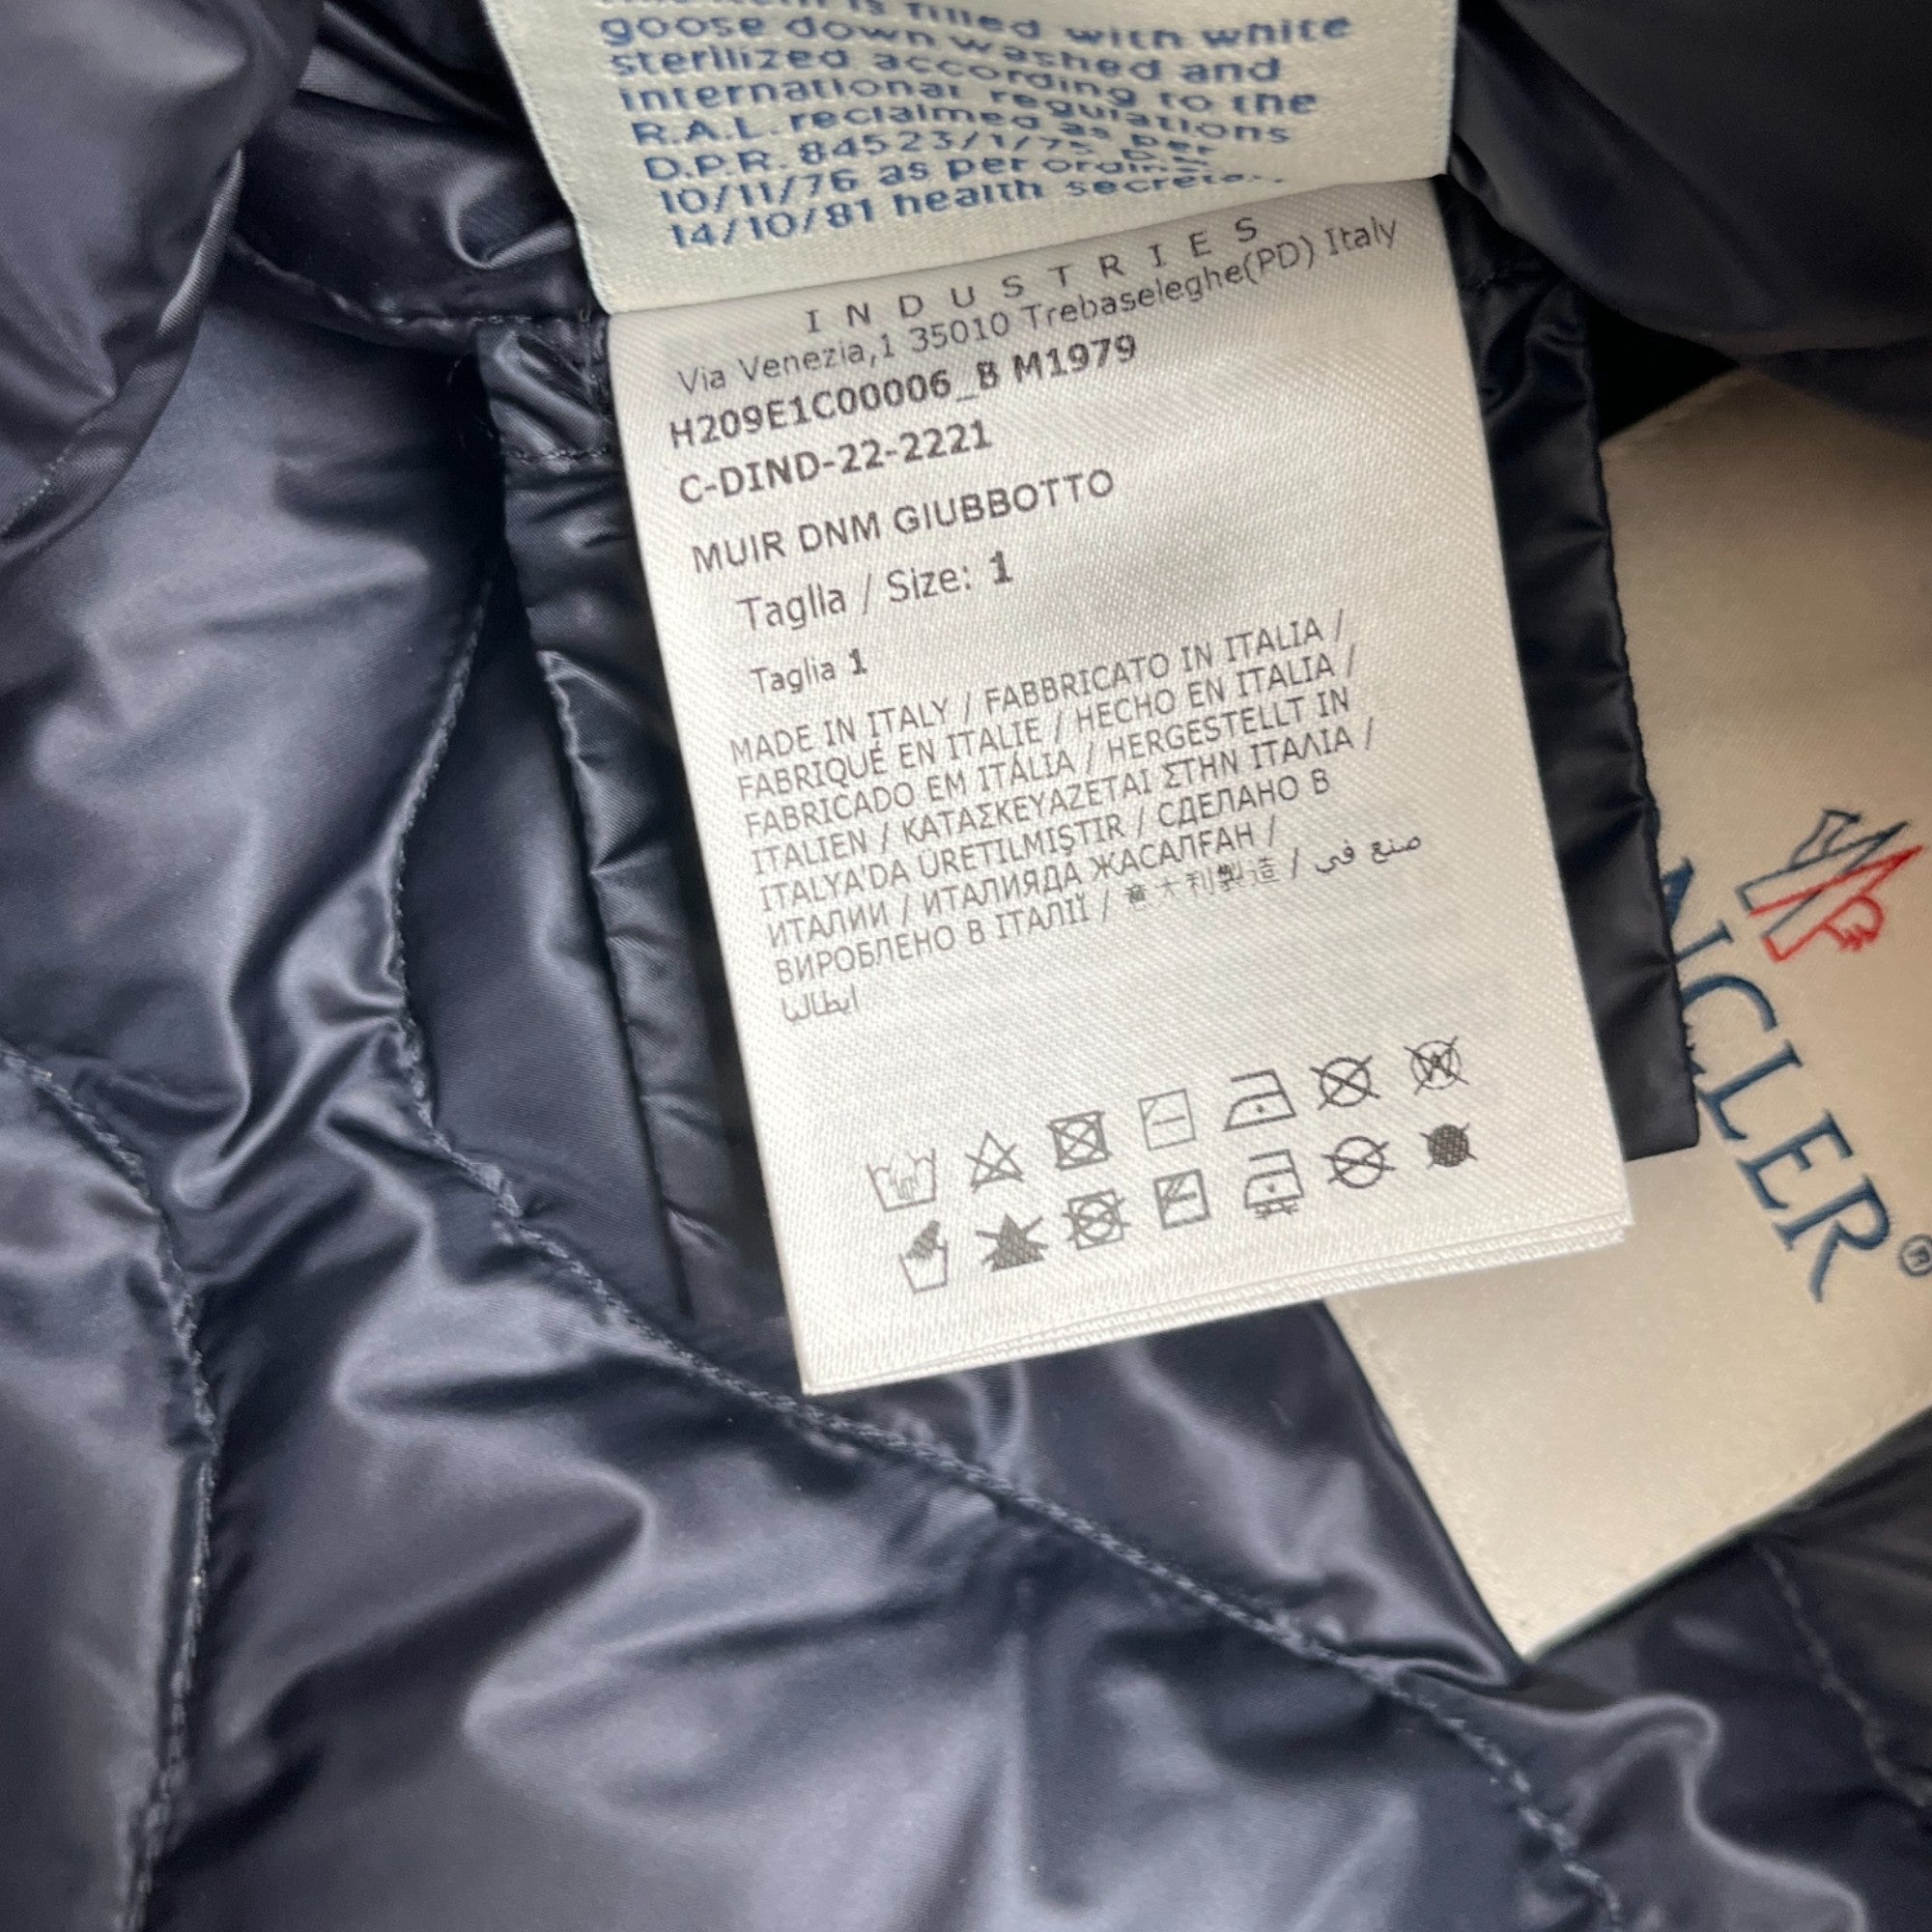 is filled with white
goose down washed and
sterilized according to the
international regulations
R.A.L. reclaimed as per
D.P.R. 84523/1/75 D.M.
10/11/76 as per
14/10/81 health
INDUSTRIES
Via Venezia,1 35010 Trebaseleghe(PD) Italy
H209E1C00006_B M1979
C-DIND-22-2221
MUIR DNM GIUBBOTTO
Taglia / Size: 1
Taglia 1
MADE IN ITALY / FABBRICATO IN ITALIA /
FABRIQUÉ EN ITALIE / HECHO EN ITALIA /
FABRICADO EM ITÁLIA / HERGESTELLT IN
ITALIEN / ΚΑΤΑΣΚΕΥΑΖΕΤΑΙ ΣΤΗΝ ΙΤΑΛΙΑ /
ITALYA'DA ÜRETILMIŞTIR / СДЕЛАНО В
ИТАЛИИ / ИТАЛИЯДА ЖАСАЛҒАН /
ВИРОБЛЕНО В ІТАЛІЇ / 意大利製造 / صنع في
ايطاليا
W
NCLER®